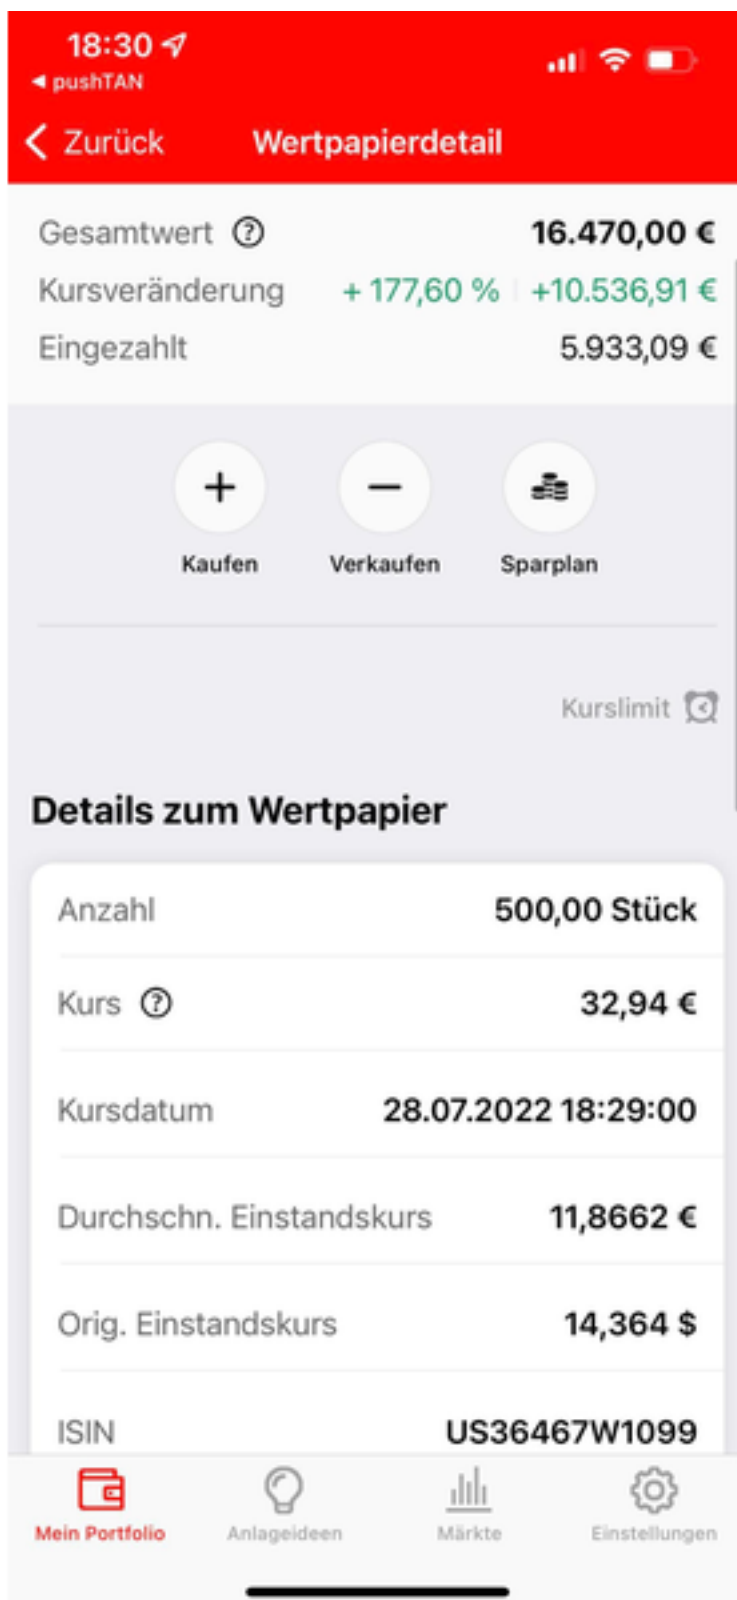 18:30
pushTAN
Zurück Wertpapierdetail
Gesamtwert 16.470,00 €
Kursveränderung + 177,60 % +10.536,91 €
Eingezahlt 5.933,09 €
Kaufen Verkaufen Sparplan
Kurslimit
Details zum Wertpapier
Anzahl 500,00 Stück
Kurs 32,94 €
Kursdatum 28.07.2022 18:29:00
Durchschn. Einstandskurs 11,8662 €
Orig. Einstandskurs 14,364 $
ISIN US36467W1099
Mein Portfolio Anlageideen Märkte Einstellungen